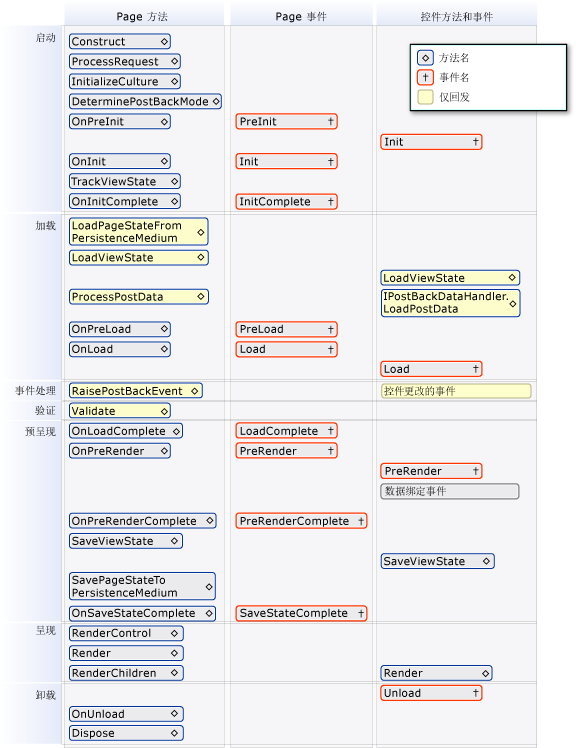 Page 方法 Page 事件 控件方法和事件
启动
Construct ◇
ProcessRequest ◇
InitializeCulture ◇
DeterminePostBackMode ◇
◇ 方法名
† 事件名
仅回发
OnPreInit ◇ PreInit †
Init †
OnInit ◇ Init †
TrackViewState ◇
OnInitComplete ◇ InitComplete †
加载
LoadPageStateFrom
PersistenceMedium ◇
LoadViewState ◇
LoadViewState ◇
ProcessPostData ◇
IPostBackDataHandler.
LoadPostData ◇
OnPreLoad ◇ PreLoad †
OnLoad ◇ Load †
Load †
事件处理 RaisePostBackEvent ◇ 控件更改的事件
验证 Validate ◇
预呈现 OnLoadComplete ◇ LoadComplete †
OnPreRender ◇ PreRender †
PreRender †
数据绑定事件
OnPreRenderComplete ◇ PreRenderComplete †
SaveViewState ◇
SaveViewState ◇
SavePageStateTo
PersistenceMedium ◇
OnSaveStateComplete ◇ SaveStateComplete †
呈现 RenderControl ◇
Render ◇
RenderChildren ◇ Render ◇
卸载 Unload †
OnUnload ◇
Dispose ◇